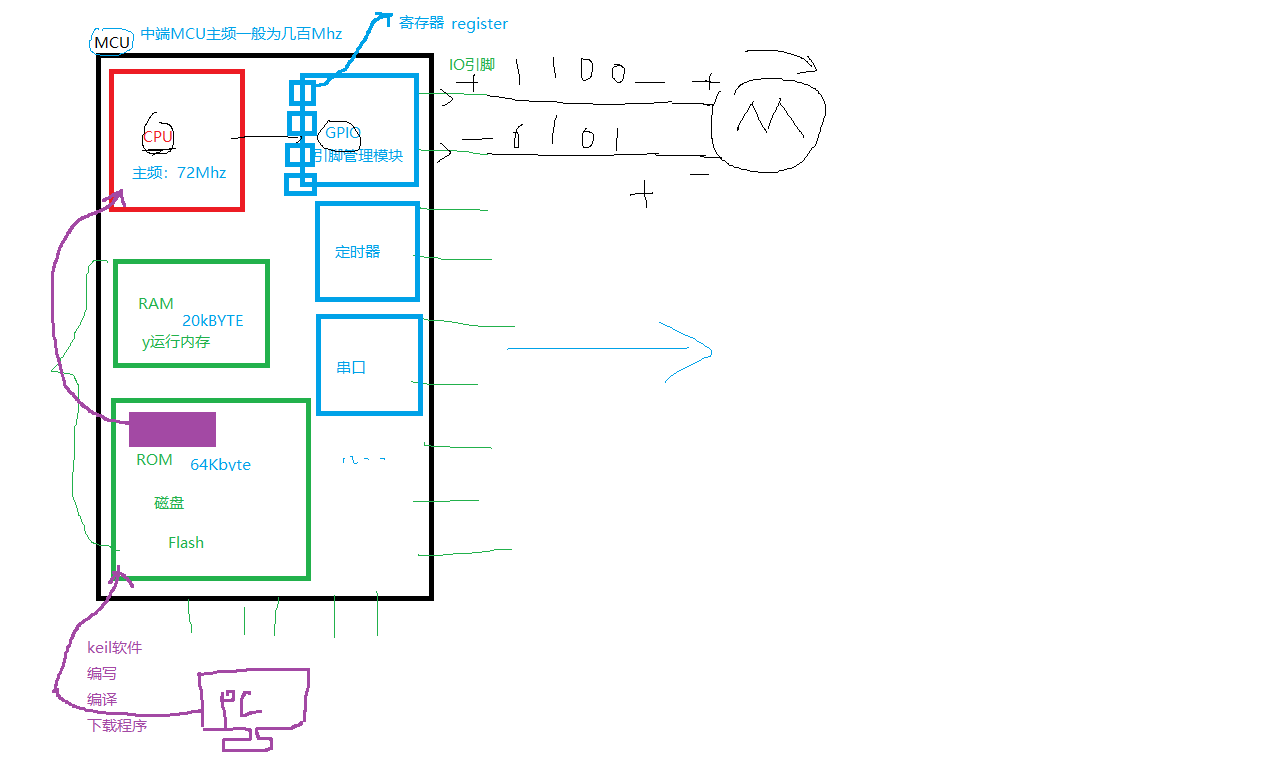 中端MCU主频一般为几百Mhz
寄存器 register
MCU
IO引脚
+ 1 1 0 0 — +
CPU
主频：72Mhz
GPIO
引脚管理模块
— 0 1 0 1
+ —
M
定时器
RAM
20kBYTE
y运行内存
串口
ROM 64Kbyte
磁盘
Flash
keil软件
编写
编译
下载程序
PC